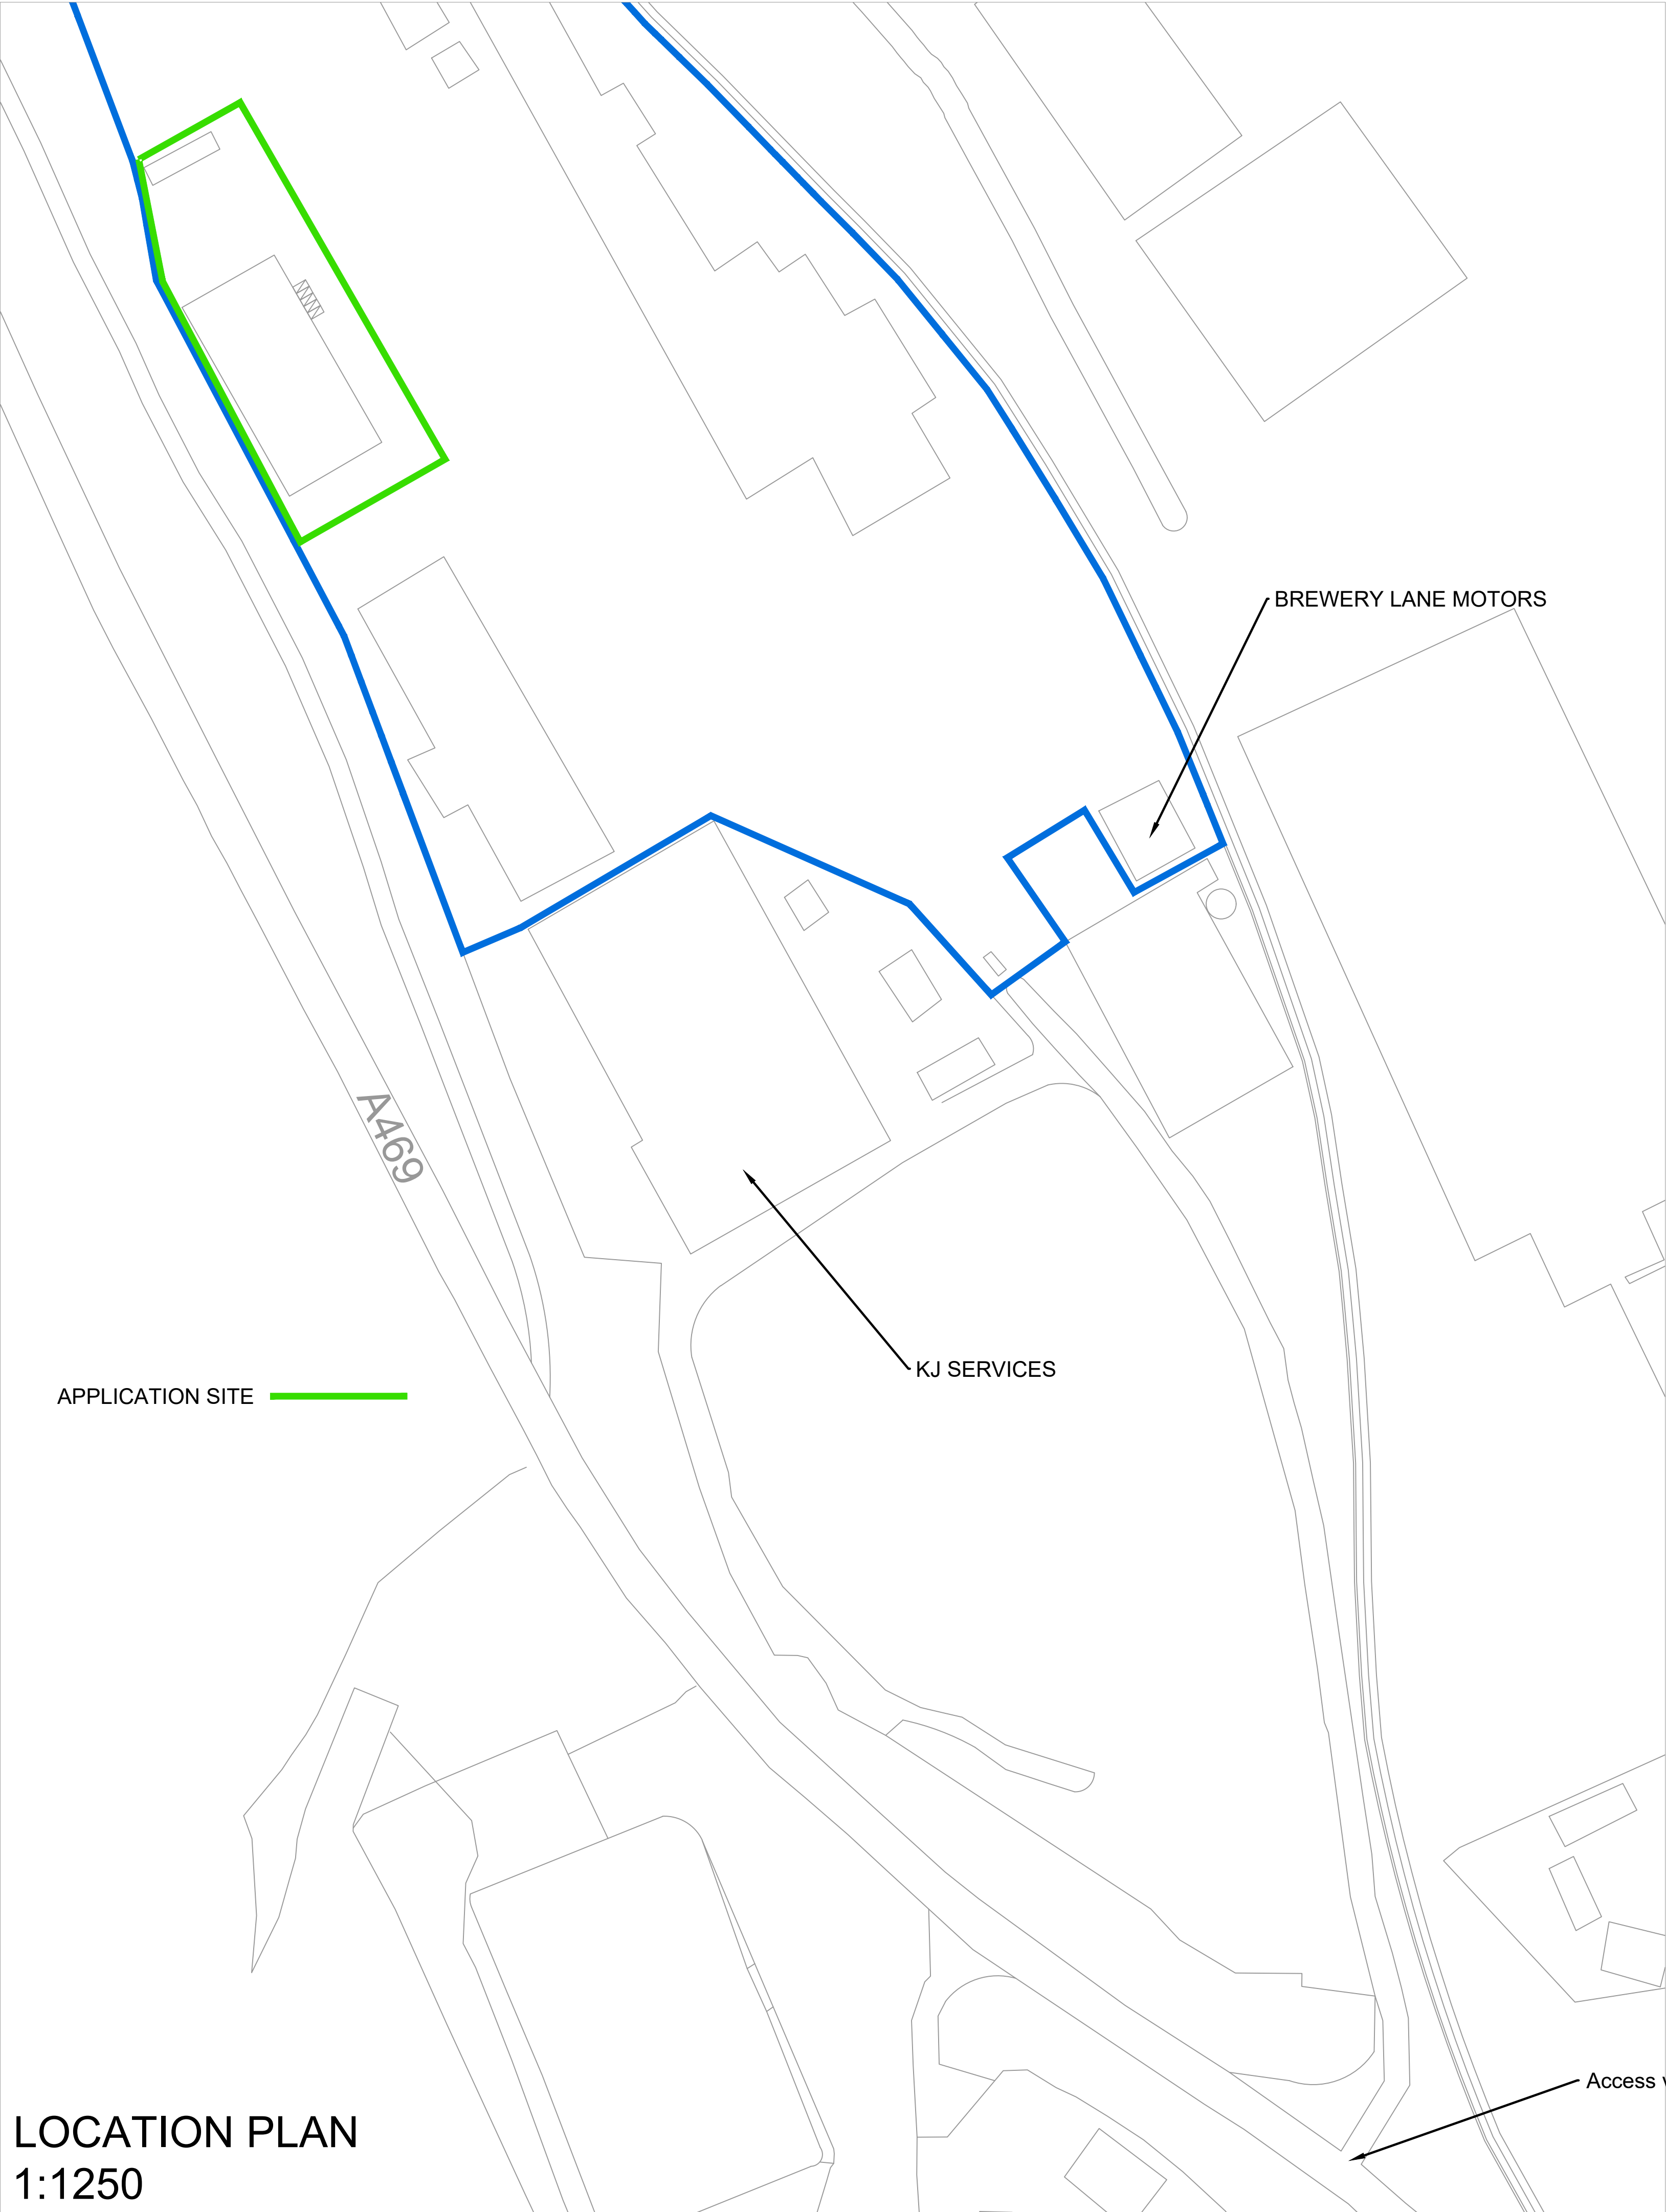 BREWERY LANE MOTORS
A469
KJ SERVICES
APPLICATION SITE
Access
LOCATION PLAN
1:1250